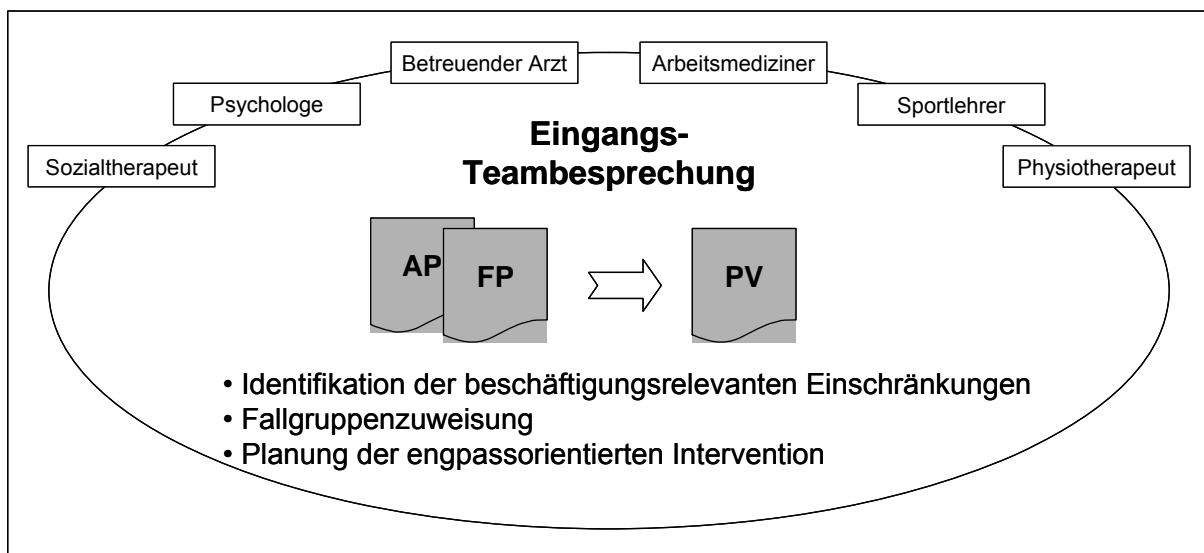 Betreuender Arzt
Arbeitsmediziner
Psychologe
Sportlehrer
Sozialtherapeut
Physiotherapeut
Eingangs-
Teambesprechung
AP
FP
PV
• Identifikation der beschäftigungsrelevanten Einschränkungen
• Fallgruppenzuweisung
• Planung der engpassorientierten Intervention